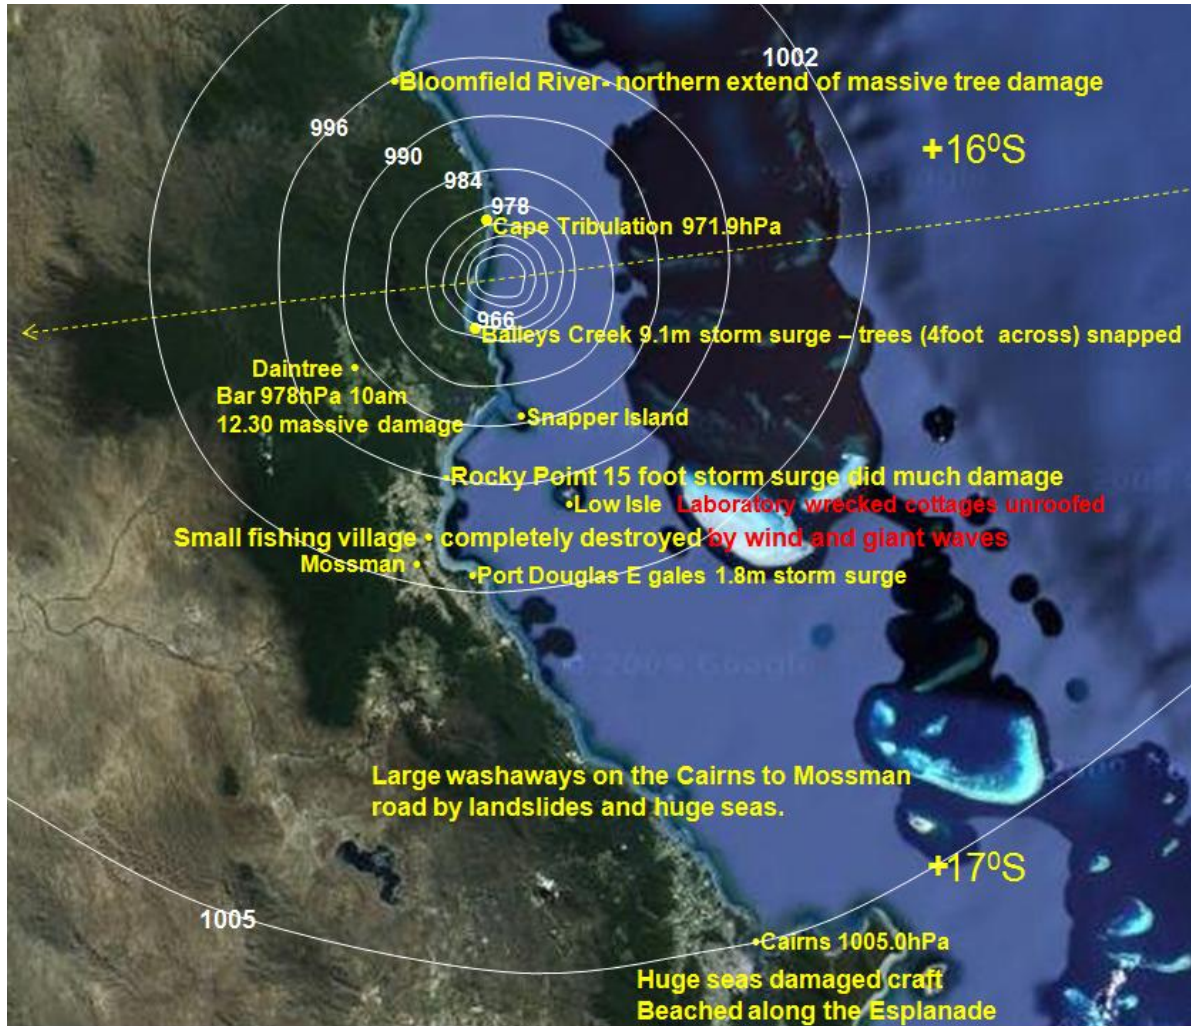 1002
•Bloomfield River- northern extend of massive tree damage
996
990
+16⁰S
984
978
Cape Tribulation 971.9hPa
966
Baileys Creek 9.1m storm surge – trees (4foot across) snapped
Daintree •
Bar 978hPa 10am
12.30 massive damage
•Snapper Island
•Rocky Point 15 foot storm surge did much damage
•Low Isle Laboratory wrecked cottages unroofed
Small fishing village • completely destroyed by wind and giant waves
Mossman •
•Port Douglas E gales 1.8m storm surge
© 2009 Google
Large washaways on the Cairns to Mossman
road by landslides and huge seas.
+17⁰S
1005
•Cairns 1005.0hPa
Huge seas damaged craft
Beached along the Esplanade